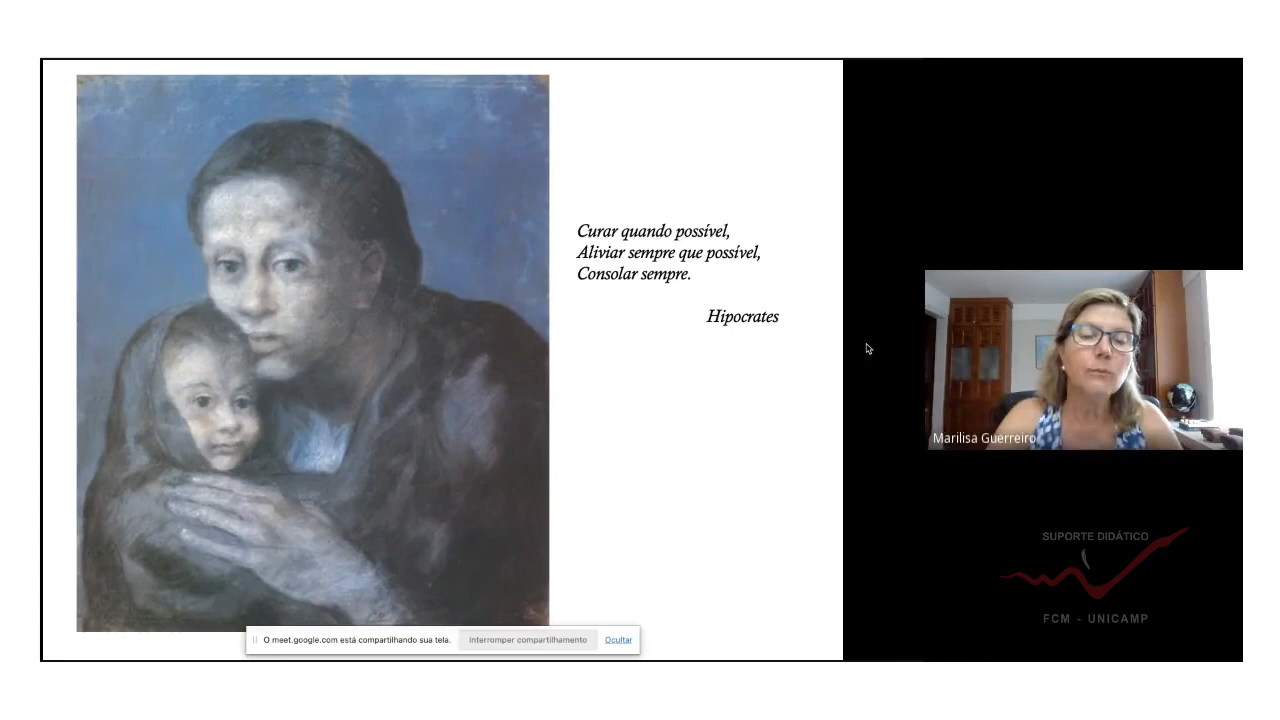 Curar quando possível,
Aliviar sempre que possível,
Consolar sempre.
Hipocrates
Marilisa Guerreiro
SUPORTE DIDÁTICO
FCM - UNICAMP
O meet.google.com está compartilhando sua tela.
Interromper compartilhamento
Ocultar